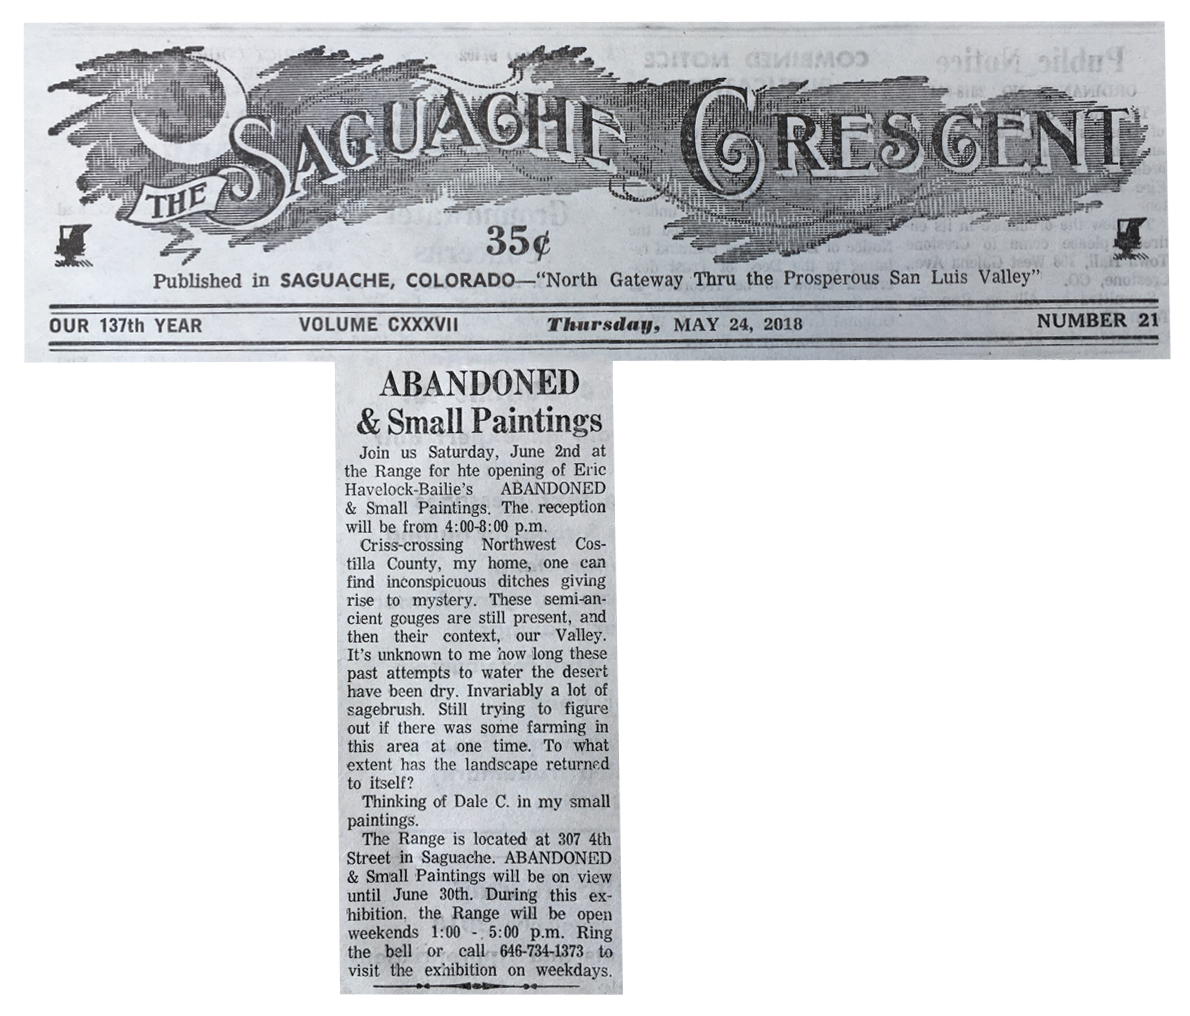 THE SAGUACHE CRESCENT
35¢
Published in SAGUACHE, COLORADO—“North Gateway Thru the Prosperous San Luis Valley”
OUR 137th YEAR VOLUME CXXXVII Thursday, MAY 24, 2018 NUMBER 21
ABANDONED
& Small Paintings
Join us Saturday, June 2nd at
the Range for hte opening of Eric
Havelock-Bailie's ABANDONED
& Small Paintings. The reception
will be from 4:00-8:00 p.m.
Criss-crossing Northwest Cos-
tilla County, my home, one can
find inconspicuous ditches giving
rise to mystery. These semi-an-
cient gouges are still present, and
then their context, our Valley.
It's unknown to me how long these
past attempts to water the desert
have been dry. Invariably a lot of
sagebrush. Still trying to figure
out if there was some farming in
this area at one time. To what
extent has the landscape returned
to itself?
Thinking of Dale C. in my small
paintings.
The Range is located at 307 4th
Street in Saguache. ABANDONED
& Small Paintings will be on view
until June 30th. During this ex-
hibition, the Range will be open
weekends 1:00 - 5:00 p.m. Ring
the bell or call 646-734-1373 to
visit the exhibition on weekdays.